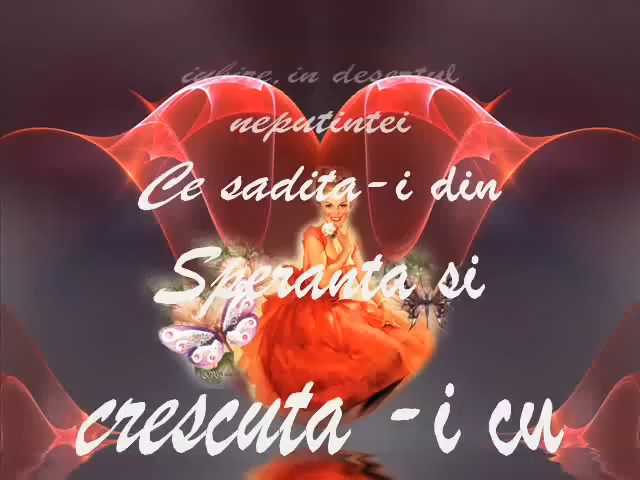 iubire, in desertul
neputintei
Ce sadita-i din
Speranta si
crescuta -i cu